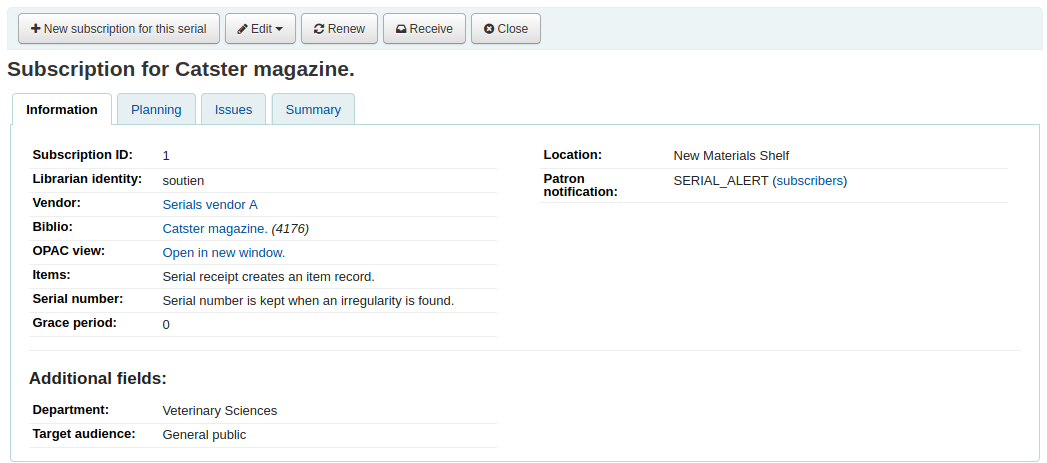 New subscription for this serial Edit Renew Receive Close
Subscription for Catster magazine.
Information Planning Issues Summary
Subscription ID: 1
Librarian identity: soutien
Vendor: Serials vendor A
Biblio: Catster magazine. (4176)
OPAC view: Open in new window.
Items: Serial receipt creates an item record.
Serial number: Serial number is kept when an irregularity is found.
Grace period: 0
Location: New Materials Shelf
Patron notification: SERIAL_ALERT (subscribers)
Additional fields:
Department: Veterinary Sciences
Target audience: General public